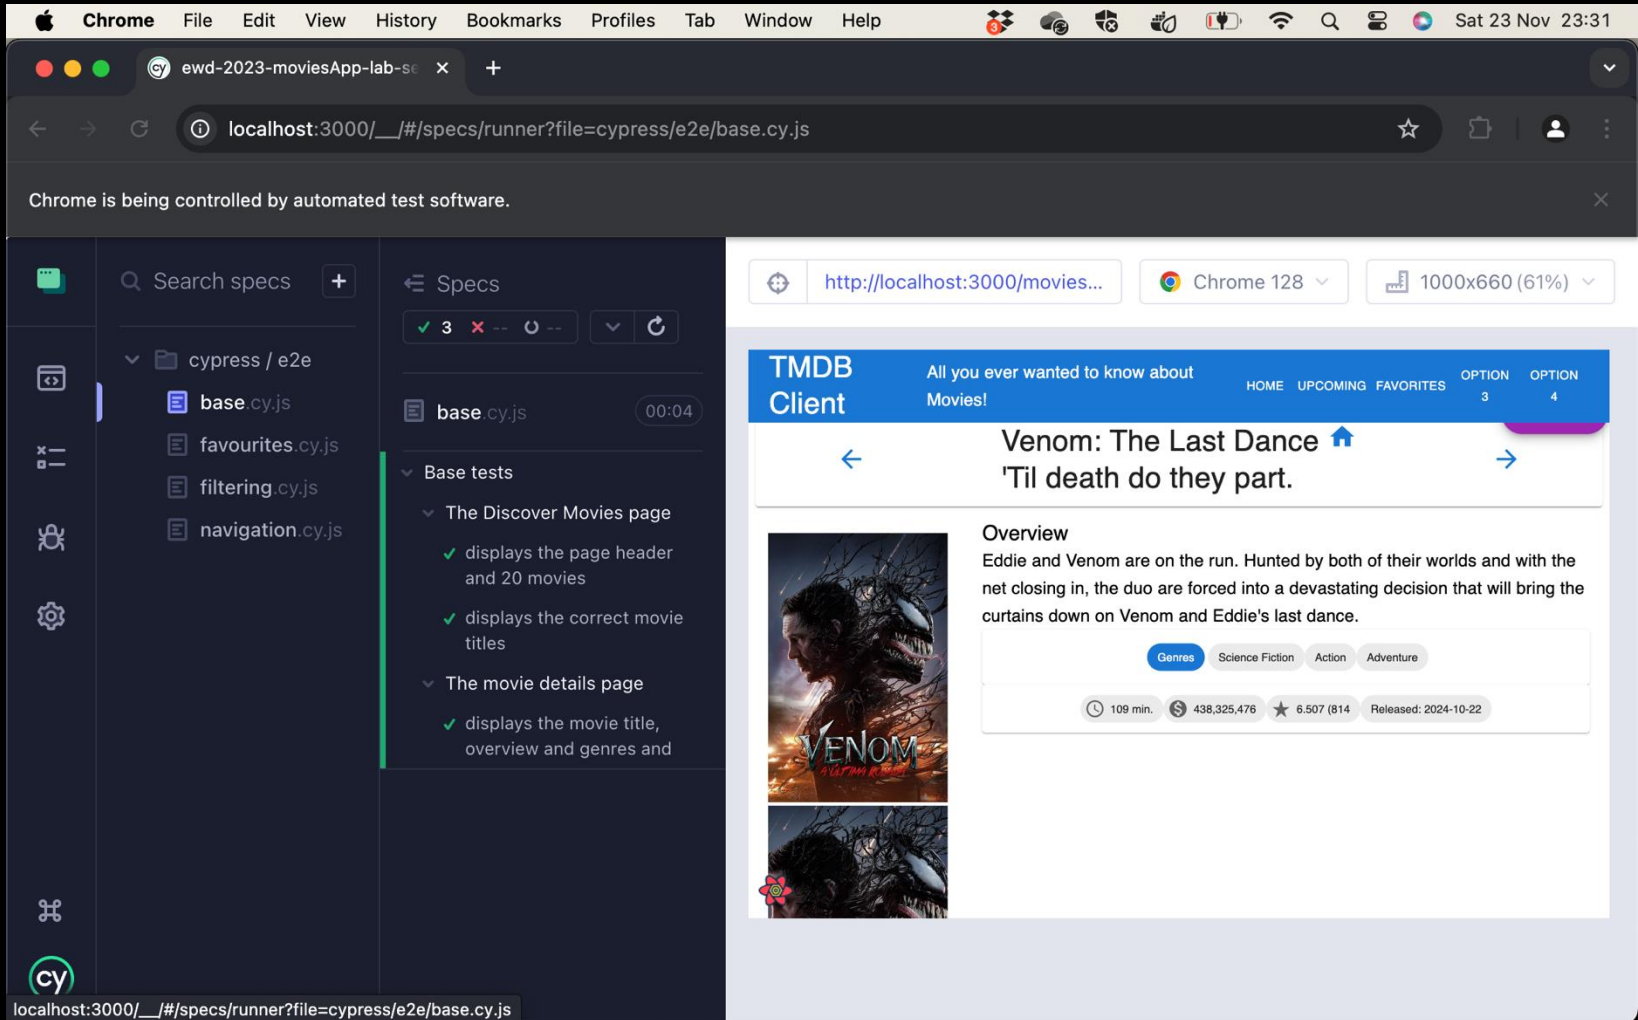 Chrome File Edit View History Bookmarks Profiles Tab Window Help 3 Sat 23 Nov 23:31
cy ewd-2023-moviesApp-lab-se
localhost:3000/__/#/specs/runner?file=cypress/e2e/base.cy.js
Chrome is being controlled by automated test software.
Search specs +
cypress / e2e
base.cy.js
favourites.cy.js
filtering.cy.js
navigation.cy.js
cy
localhost:3000/__/#/specs/runner?file=cypress/e2e/base.cy.js
Specs
3 -- --
base.cy.js 00:04
Base tests
The Discover Movies page
displays the page header
and 20 movies
displays the correct movie
titles
The movie details page
displays the movie title,
overview and genres and
http://localhost:3000/movies... Chrome 128 1000x660 (61%)
TMDB
Client
All you ever wanted to know about
Movies!
HOME UPCOMING FAVORITES OPTION 3 OPTION 4
Venom: The Last Dance
'Til death do they part.
VENOM
A ÚLTIMA RODADA
Overview
Eddie and Venom are on the run. Hunted by both of their worlds and with the
net closing in, the duo are forced into a devastating decision that will bring the
curtains down on Venom and Eddie's last dance.
Genres Science Fiction Action Adventure
109 min. 438,325,476 6.507 (814 Released: 2024-10-22